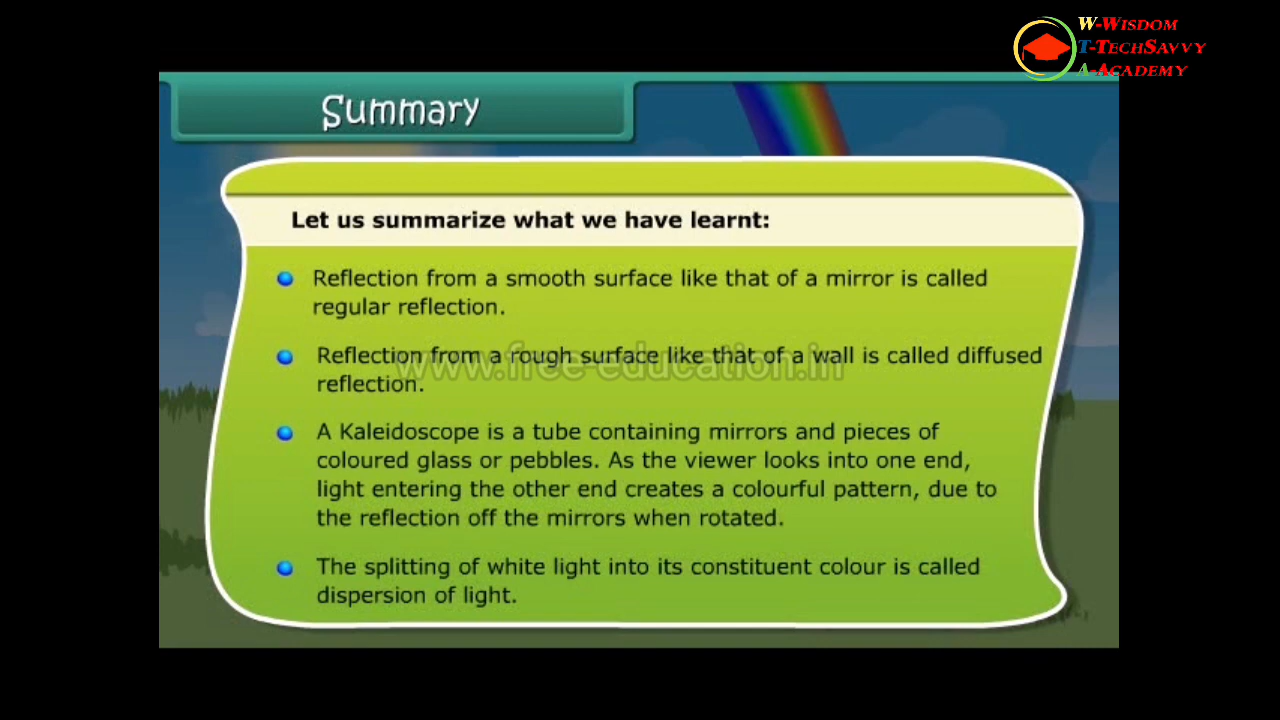 W-Wisdom
T-TechSavvy
A-Academy
Summary
Let us summarize what we have learnt:
Reflection from a smooth surface like that of a mirror is called
regular reflection.
Reflection from a rough surface like that of a wall is called diffused
reflection.
www.free-education.in
A Kaleidoscope is a tube containing mirrors and pieces of
coloured glass or pebbles. As the viewer looks into one end,
light entering the other end creates a colourful pattern, due to
the reflection off the mirrors when rotated.
The splitting of white light into its constituent colour is called
dispersion of light.